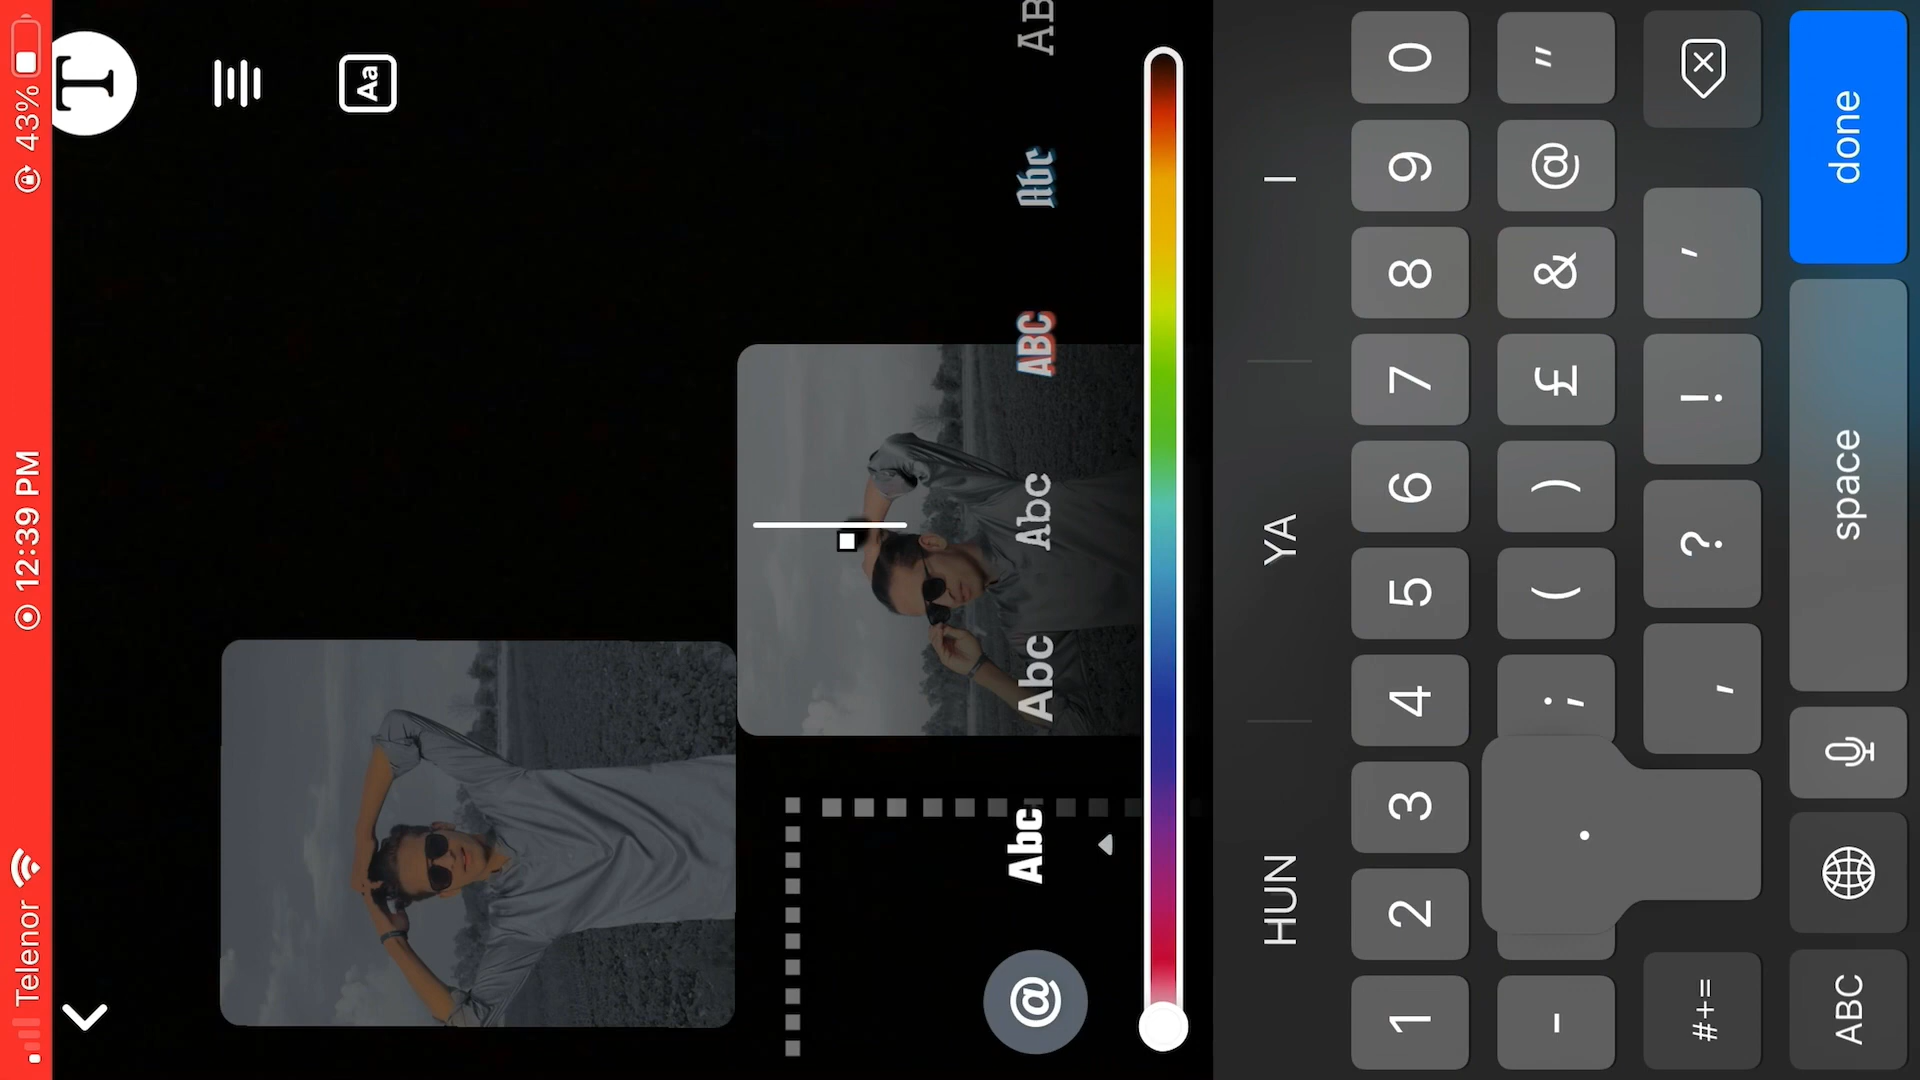 Telenor 12:39 PM 43%
T
Aa
.
@ Abc Abc Abc ABC Abc AB
HUN YA I
1 2 3 4 5 6 7 8 9 0
- ; ( ) £ & @ "
#+= . , ? ! '
ABC space done